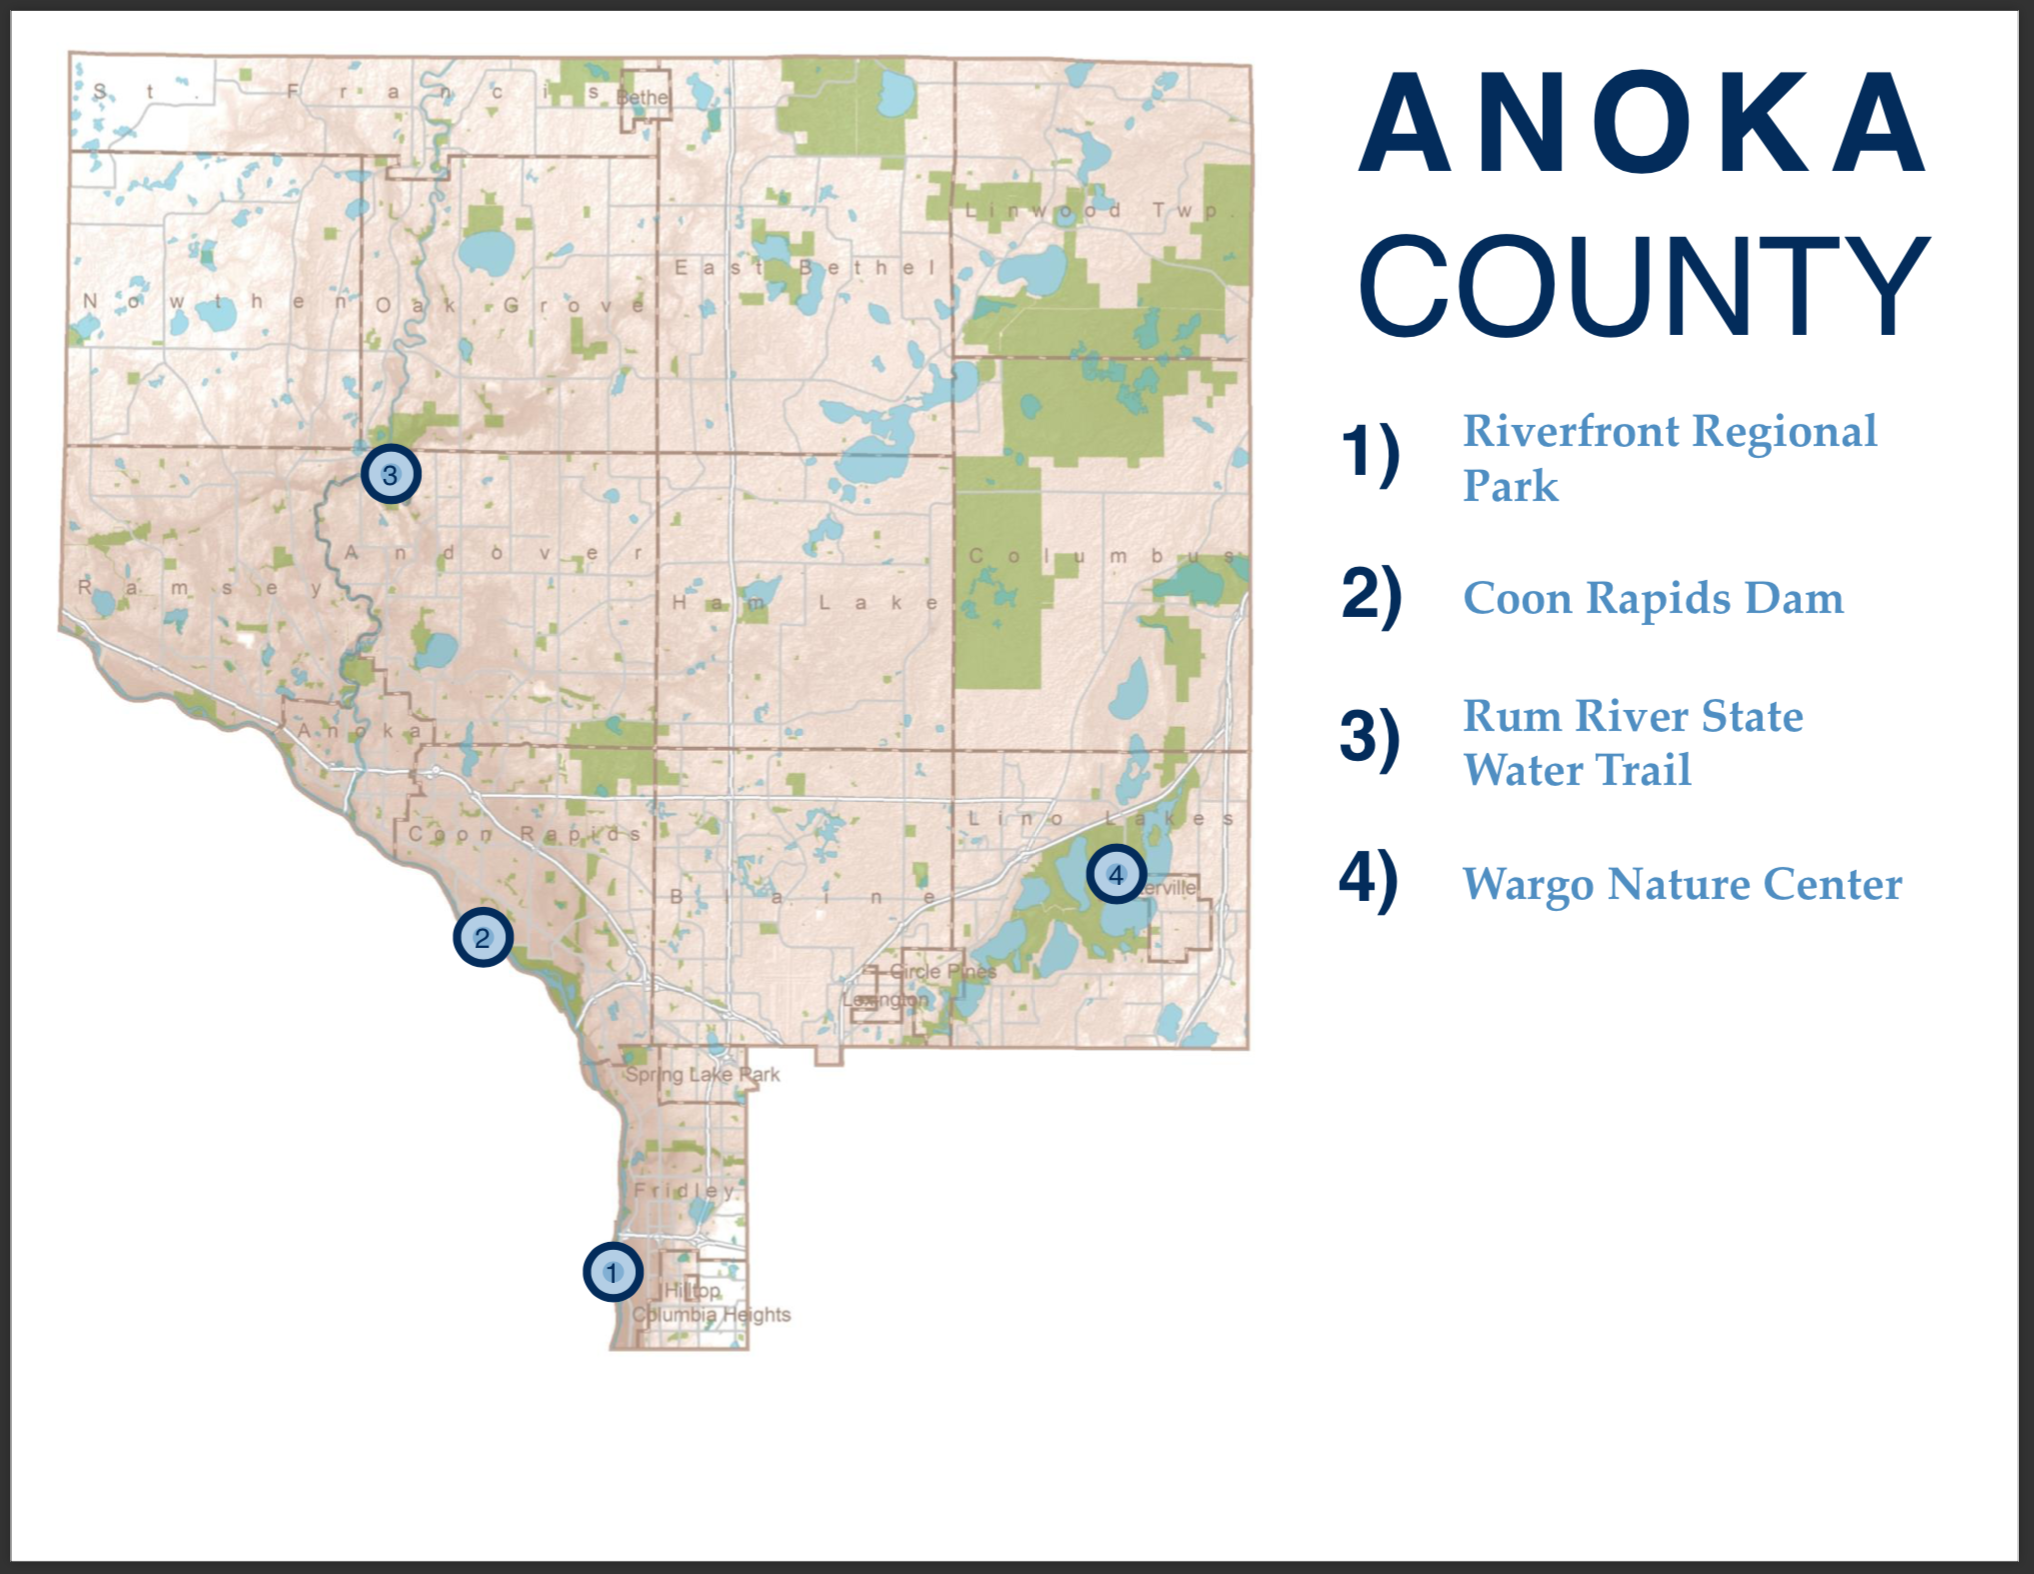 ANOKA
COUNTY
1) Riverfront Regional
Park
2) Coon Rapids Dam
3) Rum River State
Water Trail
4) Wargo Nature Center
St. Francis
Bethel
Linwood Twp.
East Bethel
Nowthen
Oak Grove
3
Andover
Columbus
Ramsey
Ham Lake
Anoka
Lino Lakes
Coon Rapids
4
erville
Blaine
2
Circle Pines
Lexington
Spring Lake Park
Fridley
1
Hilltop
Columbia Heights